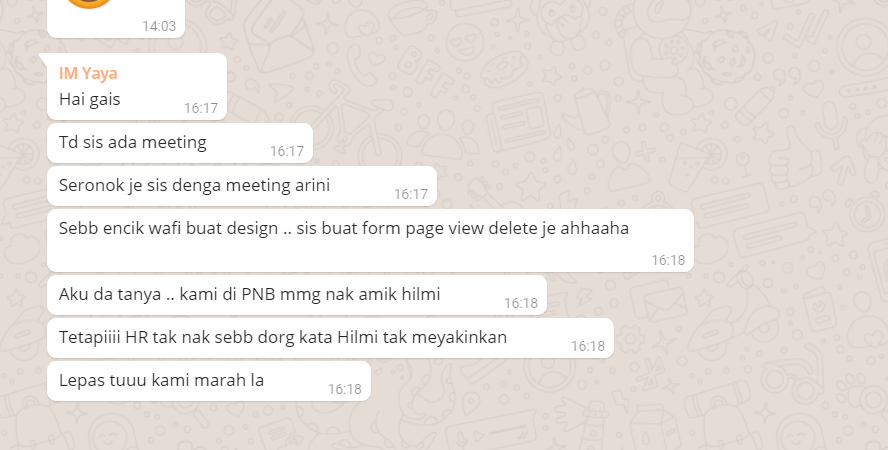 14:03
IM Yaya
Hai gais
16:17
Td sis ada meeting
16:17
Seronok je sis denga meeting arini
16:17
Sebb encik wafi buat design .. sis buat form page view delete je ahhaaha
16:18
Aku da tanya .. kami di PNB mmg nak amik hilmi
16:18
Tetapiiii HR tak nak sebb dorg kata Hilmi tak meyakinkan
16:18
Lepas tuuu kami marah la
16:18